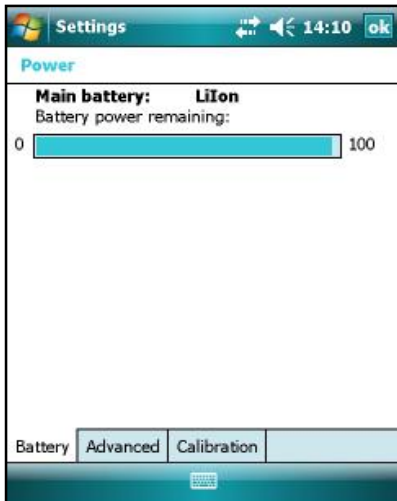 Settings 14:10 ok
Power
Main battery: LiIon
Battery power remaining:
0 100
Battery Advanced Calibration